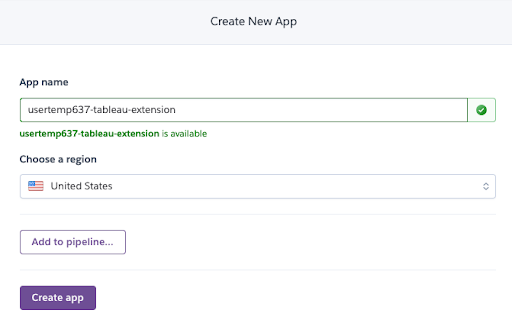 Create New App
App name
usertemp637-tableau-extension
usertemp637-tableau-extension is available
Choose a region
United States
Add to pipeline...
Create app